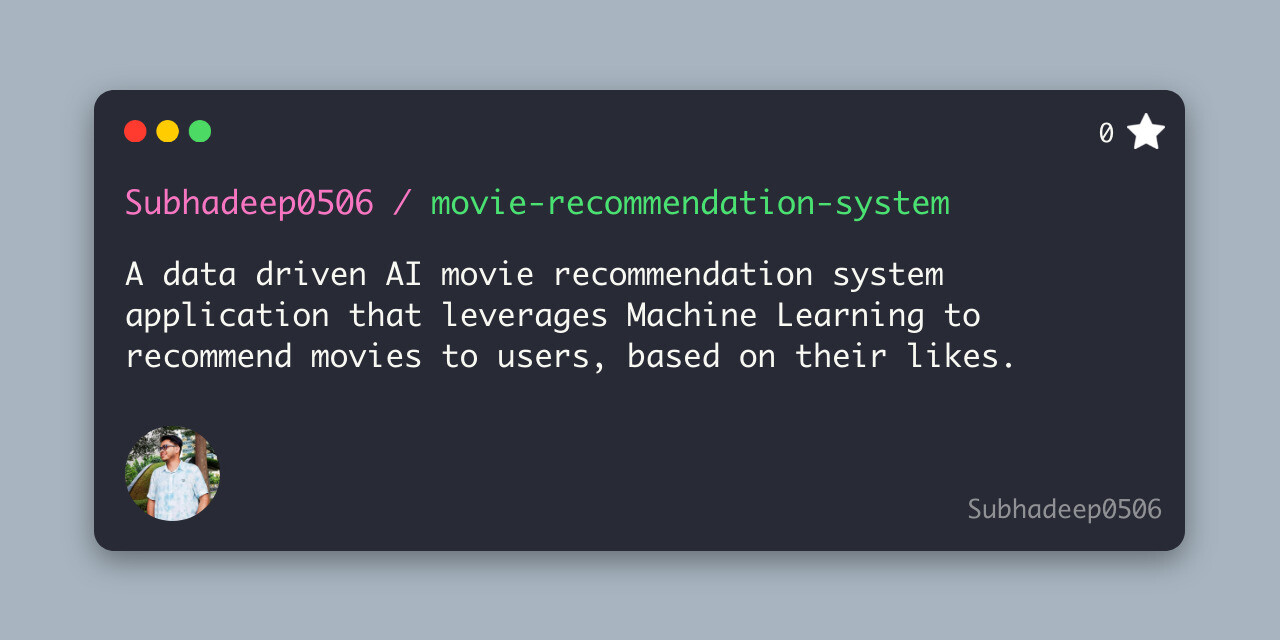 0
Subhadeep0506 / movie-recommendation-system
A data driven AI movie recommendation system
application that leverages Machine Learning to
recommend movies to users, based on their likes.
Subhadeep0506